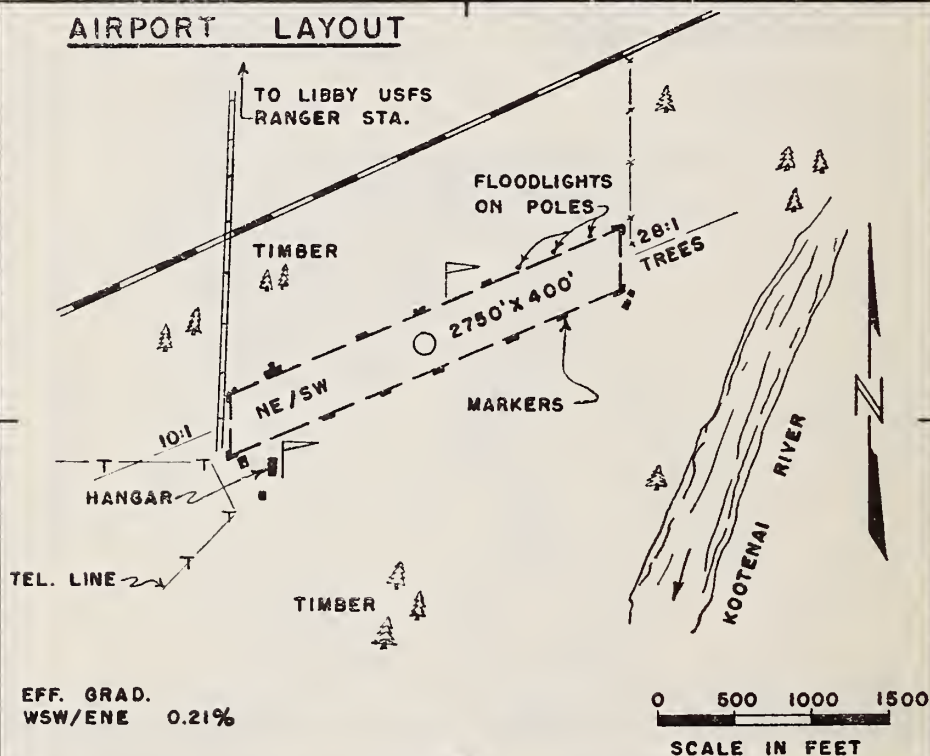 AIRPORT LAYOUT
TO LIBBY USFS
RANGER STA.
FLOODLIGHTS
ON POLES
28:1
TREES
TIMBER
2750' X 400'
NE/SW
MARKERS
10:1
HANGAR
TEL. LINE
TIMBER
KOOTENAI RIVER
N
T
T
T
T
EFF. GRAD.
WSW/ENE 0.21%
0 500 1000 1500
SCALE IN FEET